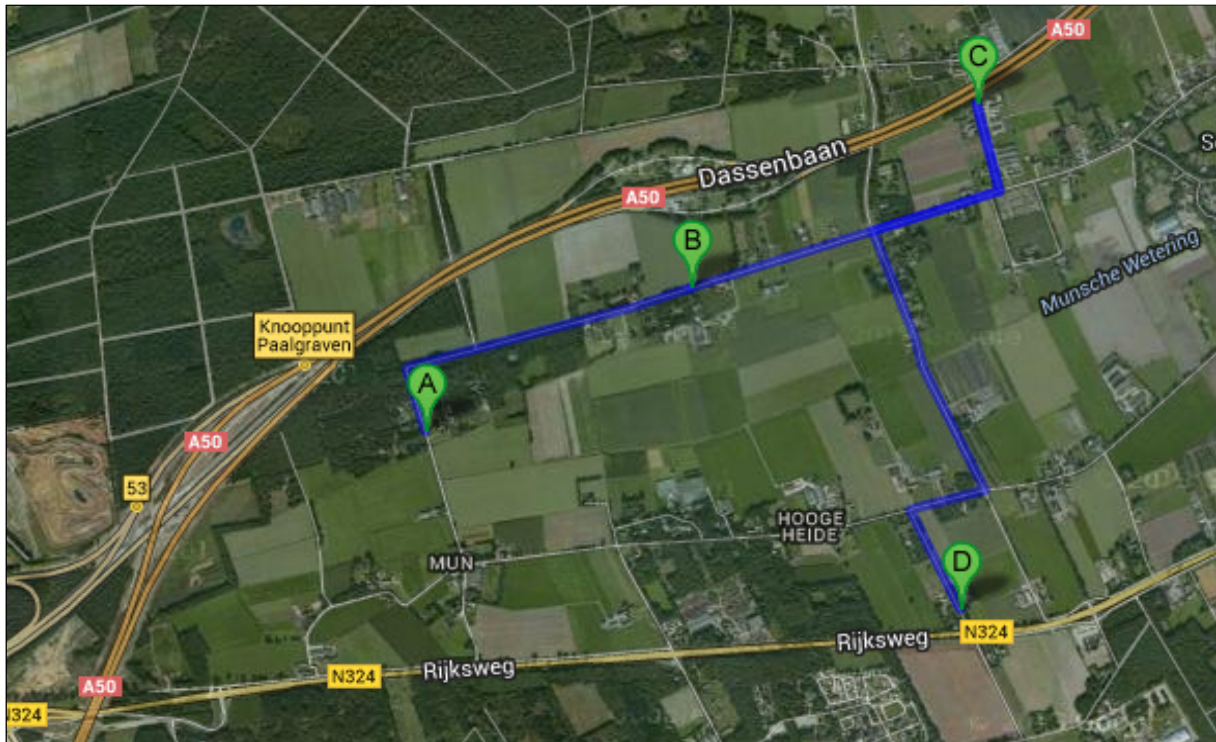 A50
C
Dassenbaan
A50
B
Munsche Wetering
Knooppunt
Paalgraven
A
A50
53
HOOGE
HEIDE
MUN
D
N324
Rijksweg
Rijksweg
N324
A50
N324